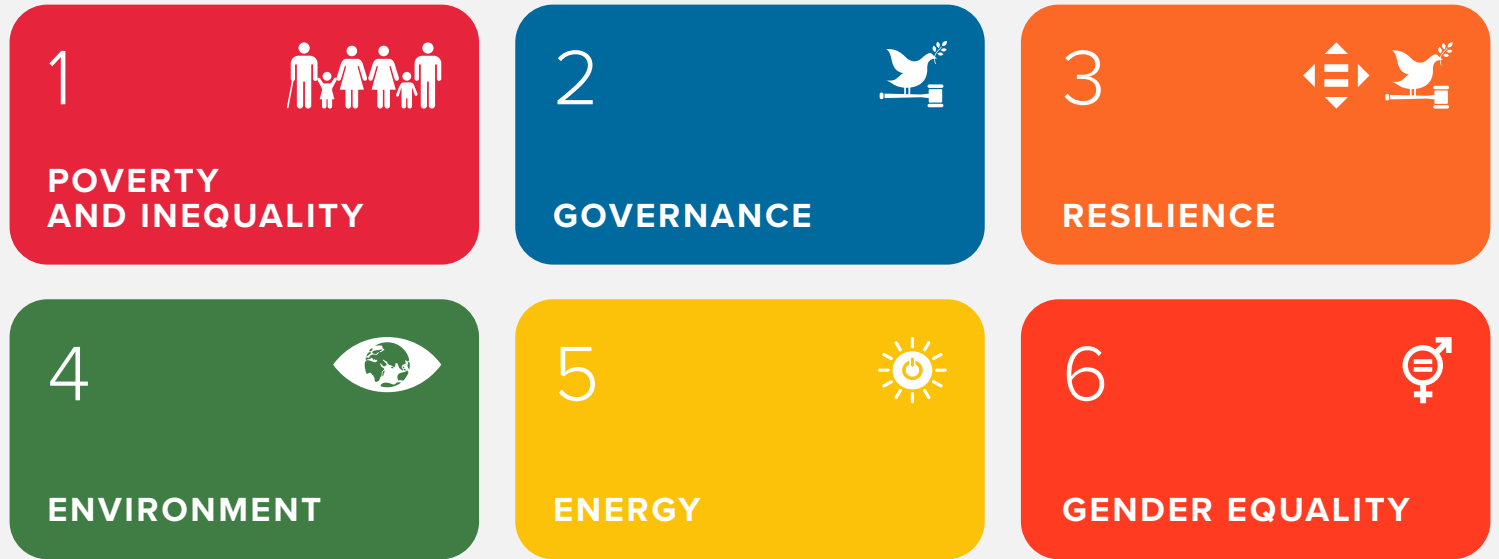 1
POVERTY
AND INEQUALITY
2
GOVERNANCE
3
RESILIENCE
4
ENVIRONMENT
5
ENERGY
6
GENDER EQUALITY